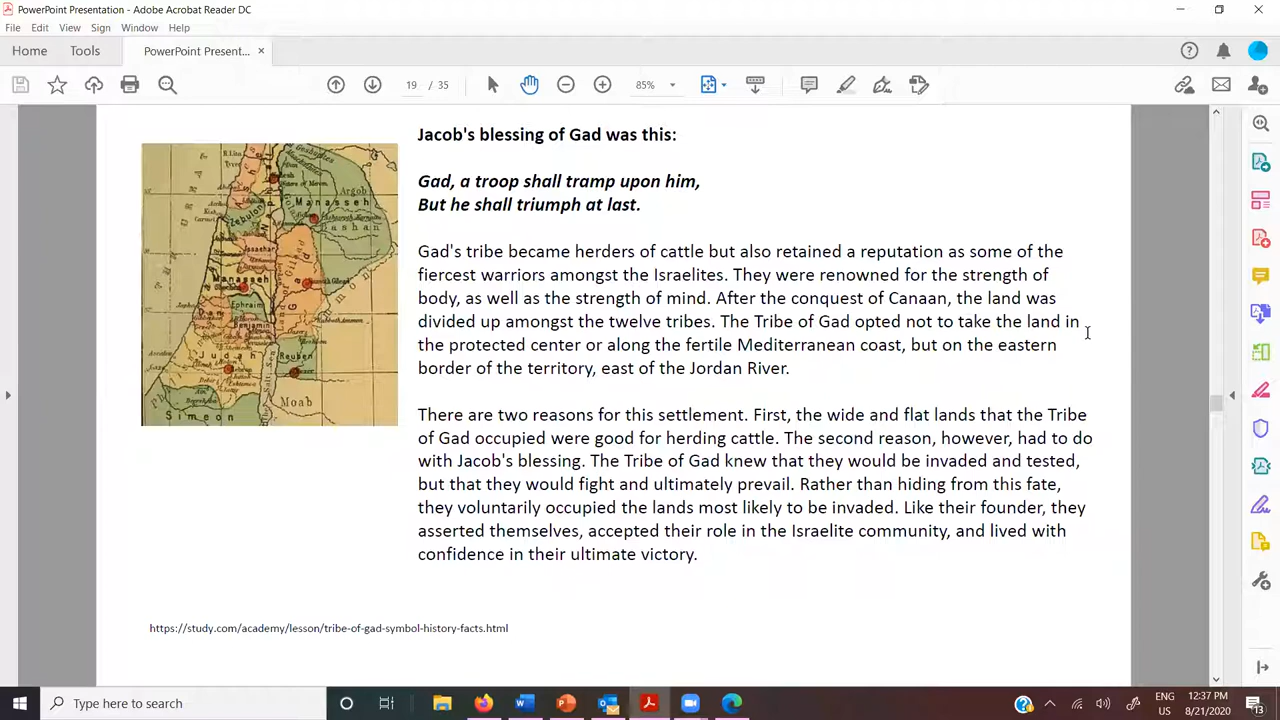 PowerPoint Presentation - Adobe Acrobat Reader DC
File Edit View Sign Window Help
Home Tools PowerPoint Present... ×
19 / 35 85%
Jacob's blessing of Gad was this:
Gad, a troop shall tramp upon him,
But he shall triumph at last.
Gad's tribe became herders of cattle but also retained a reputation as some of the
fiercest warriors amongst the Israelites. They were renowned for the strength of
body, as well as the strength of mind. After the conquest of Canaan, the land was
divided up amongst the twelve tribes. The Tribe of Gad opted not to take the land in
the protected center or along the fertile Mediterranean coast, but on the eastern
border of the territory, east of the Jordan River.
There are two reasons for this settlement. First, the wide and flat lands that the Tribe
of Gad occupied were good for herding cattle. The second reason, however, had to do
with Jacob's blessing. The Tribe of Gad knew that they would be invaded and tested,
but that they would fight and ultimately prevail. Rather than hiding from this fate,
they voluntarily occupied the lands most likely to be invaded. Like their founder, they
asserted themselves, accepted their role in the Israelite community, and lived with
confidence in their ultimate victory.
Argob
Manasseh
Zebulon
Bashan
Issachar
Manasseh
Gad
Ephraim
Dan
Benjamin
Judah
Reuben
Moab
Simeon
https://study.com/academy/lesson/tribe-of-gad-symbol-history-facts.html
Type here to search
ENG 12:37 PM
US 8/21/2020 13